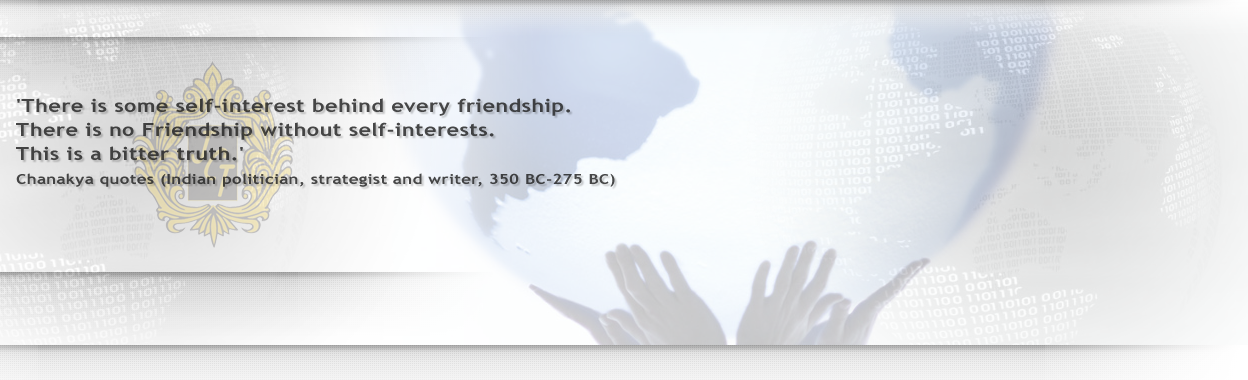 'There is some self-interest behind every friendship.
There is no Friendship without self-interests.
This is a bitter truth.'
Chanakya quotes (Indian politician, strategist and writer, 350 BC-275 BC)